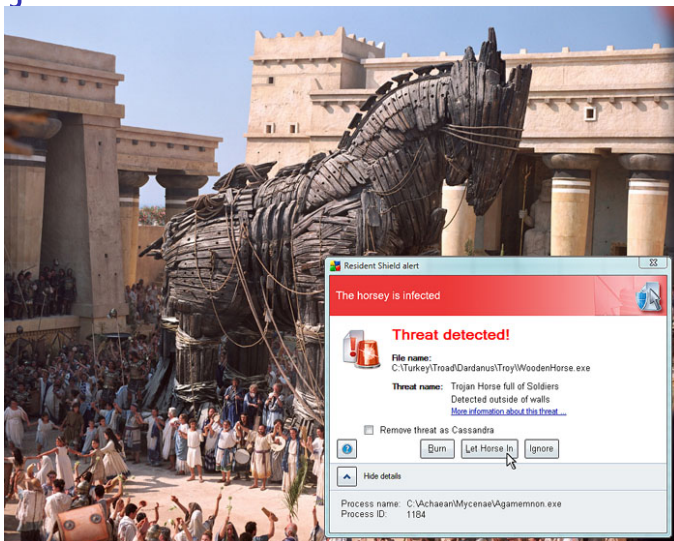 Resident Shield alert
The horsey is infected
Threat detected!
File name:
C:\Turkey\Troad\Dardanus\Troy\WoodenHorse.exe
Threat name: Trojan Horse full of Soldiers
Detected outside of walls
More information about this threat ...
Remove threat as Cassandra
Burn Let Horse In Ignore
Hide details
Process name: C:\Achaean\Mycenae\Agamemnon.exe
Process ID: 1184